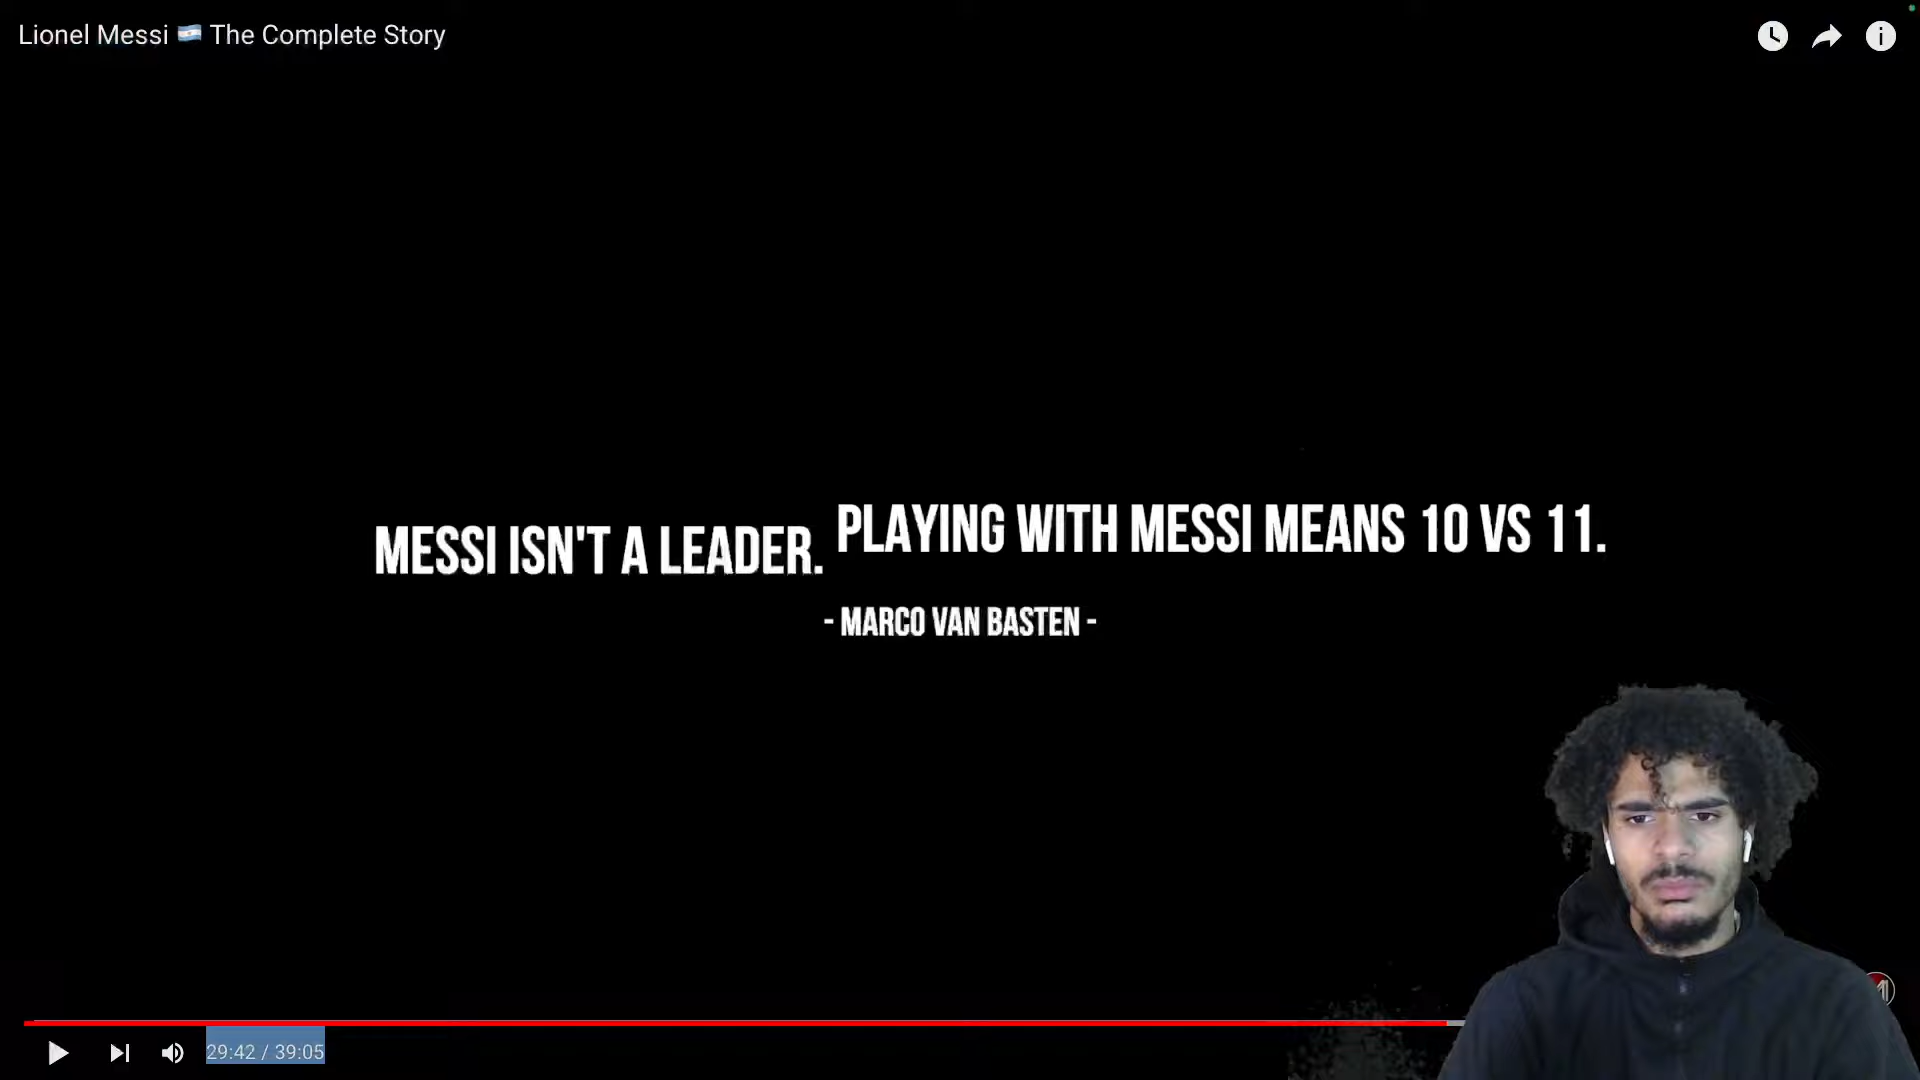 Lionel Messi 🇦🇷 The Complete Story
MESSI ISN'T A LEADER. PLAYING WITH MESSI MEANS 10 VS 11.
- MARCO VAN BASTEN -
29:42 / 39:05